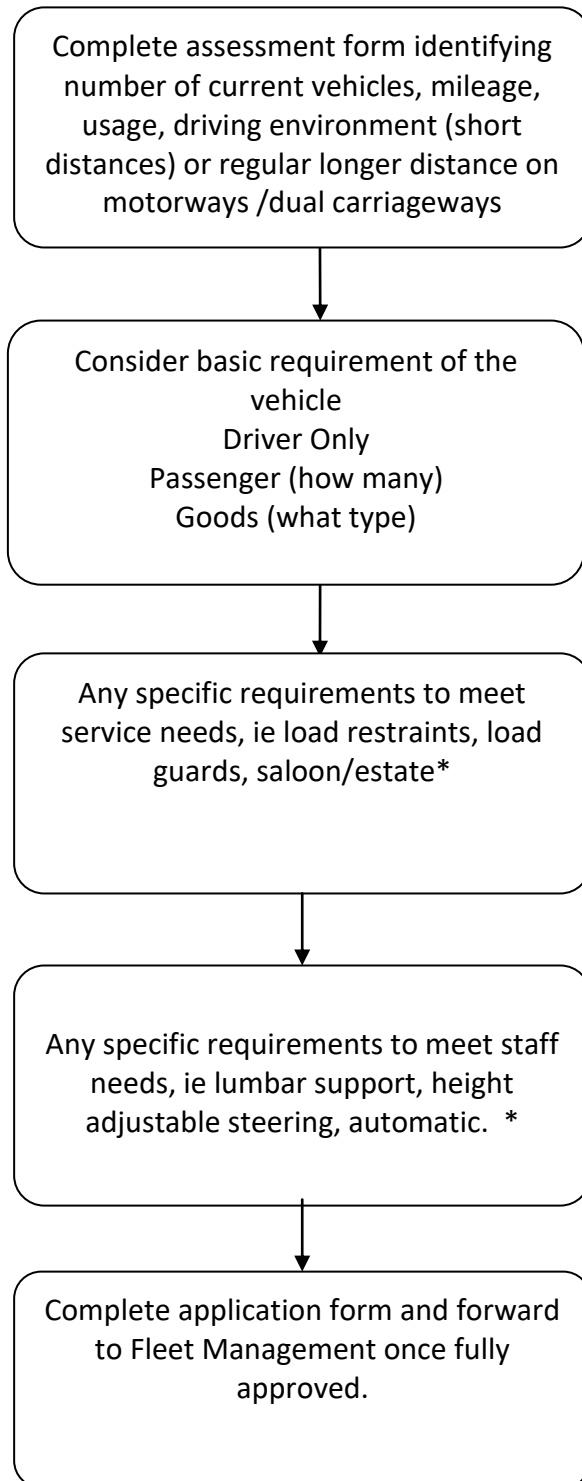 Complete assessment form identifying
number of current vehicles, mileage,
usage, driving environment (short
distances) or regular longer distance on
motorways /dual carriageways
Consider basic requirement of the
vehicle
Driver Only
Passenger (how many)
Goods (what type)
Any specific requirements to meet
service needs, ie load restraints, load
guards, saloon/estate*
Any specific requirements to meet staff
needs, ie lumbar support, height
adjustable steering, automatic.  *
Complete application form and forward
to Fleet Management once fully
approved.